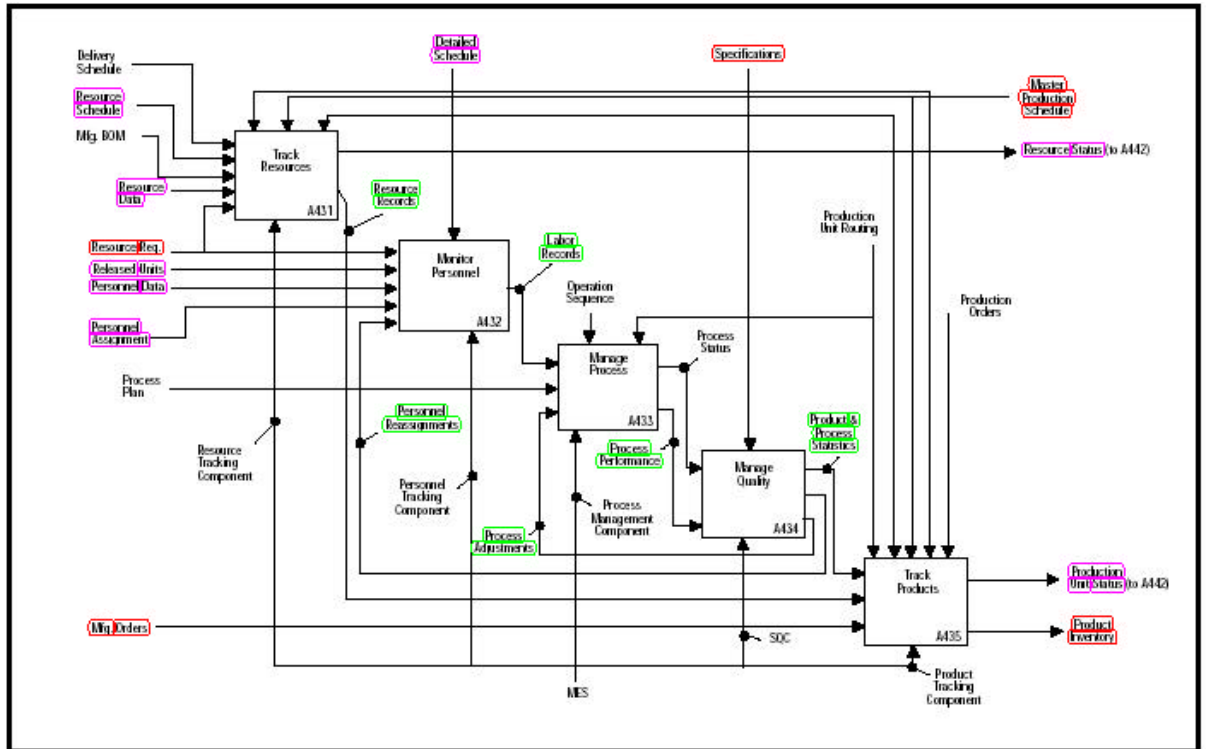 Delivery
Schedule
Resource
Schedule
Mfg. BOM
Resource
Data
Resource Req.
Released Units
Personnel Data
Personnel
Assignment
Process
Plan
Mfg. Orders
Detailed
Schedule
Specifications
Master
Production
Schedule
Resource Status (to A442)
Track
Resources
A431
Resource
Records
Monitor
Personnel
A432
Labor
Records
Operation
Sequence
Production
Unit Routing
Production
Orders
Manage
Process
A433
Process
Status
Personnel
Reassignments
Process
Performance
Product &
Process
Statistics
Resource
Tracking
Component
Personnel
Tracking
Component
Process
Management
Component
Process
Adjustments
Manage
Quality
A434
Track
Products
A435
Production
Unit Status (to A442)
Product
Inventory
SQC
MES
Product
Tracking
Component